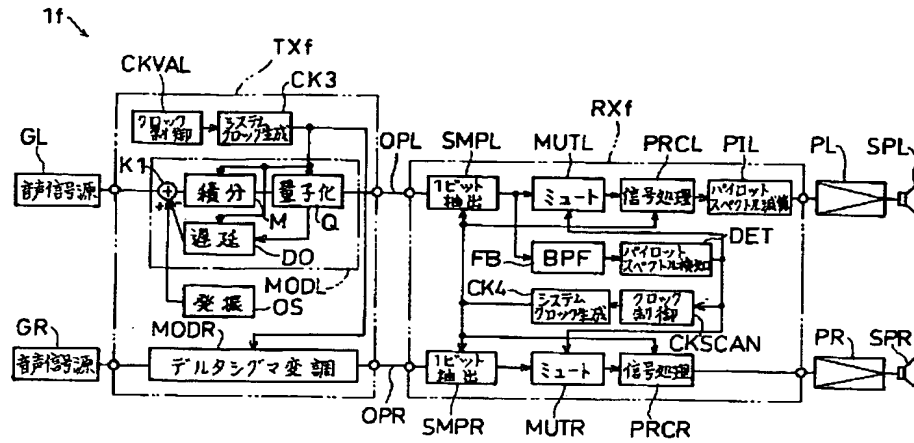 1f
TXf
CKVAL
CK3
クロック
制御
システム
クロック生成
GL
音声信号源
K1
積分
量子化
M
Q
遅延
DO
MODL
発振
OS
OPL
GR
音声信号源
MODR
デルタシグマ変調
OPR
RXf
SMPL
MUTL
PRCL
PIL
PL
SPL
1ビット
抽出
ミュート
信号処理
パイロット
スペクトル減衰
DET
FB
BPF
パイロット
スペクトル検知
CK4
システム
クロック生成
クロック
制御
CKSCAN
PR
SPR
1ビット
抽出
ミュート
信号処理
SMPR
MUTR
PRCR